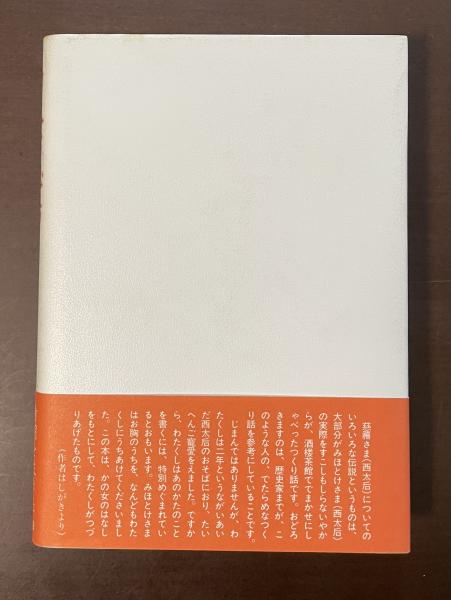 慈禧さま(西太后)についての
いろいろな伝説というものは、
大部分がみほとけさま(西太后)
の実際をすこしもしらないやか
らが、酒楼茶館ででまかせにし
ゃべったつくり話です。おどろ
きますのは、歴史家までが、こ
のような人の、でたらめなつく
り話を参考にしていることです。
じまんではありませんが、わ
たくしは二年というながいあい
だ西太后のおそばにおり、たい
へんご寵愛をえました。ですか
ら、わたくしはあのかたのこと
を書くには、特別めぐまれてい
るとおもいます。みほとけさま
はお胸のうちを、なんどもわた
くしにうちあけてくださいまし
た。この本は、かの女のはなし
をもとにして、わたくしがつづ
りあげたものです。
(作者はしがきより)